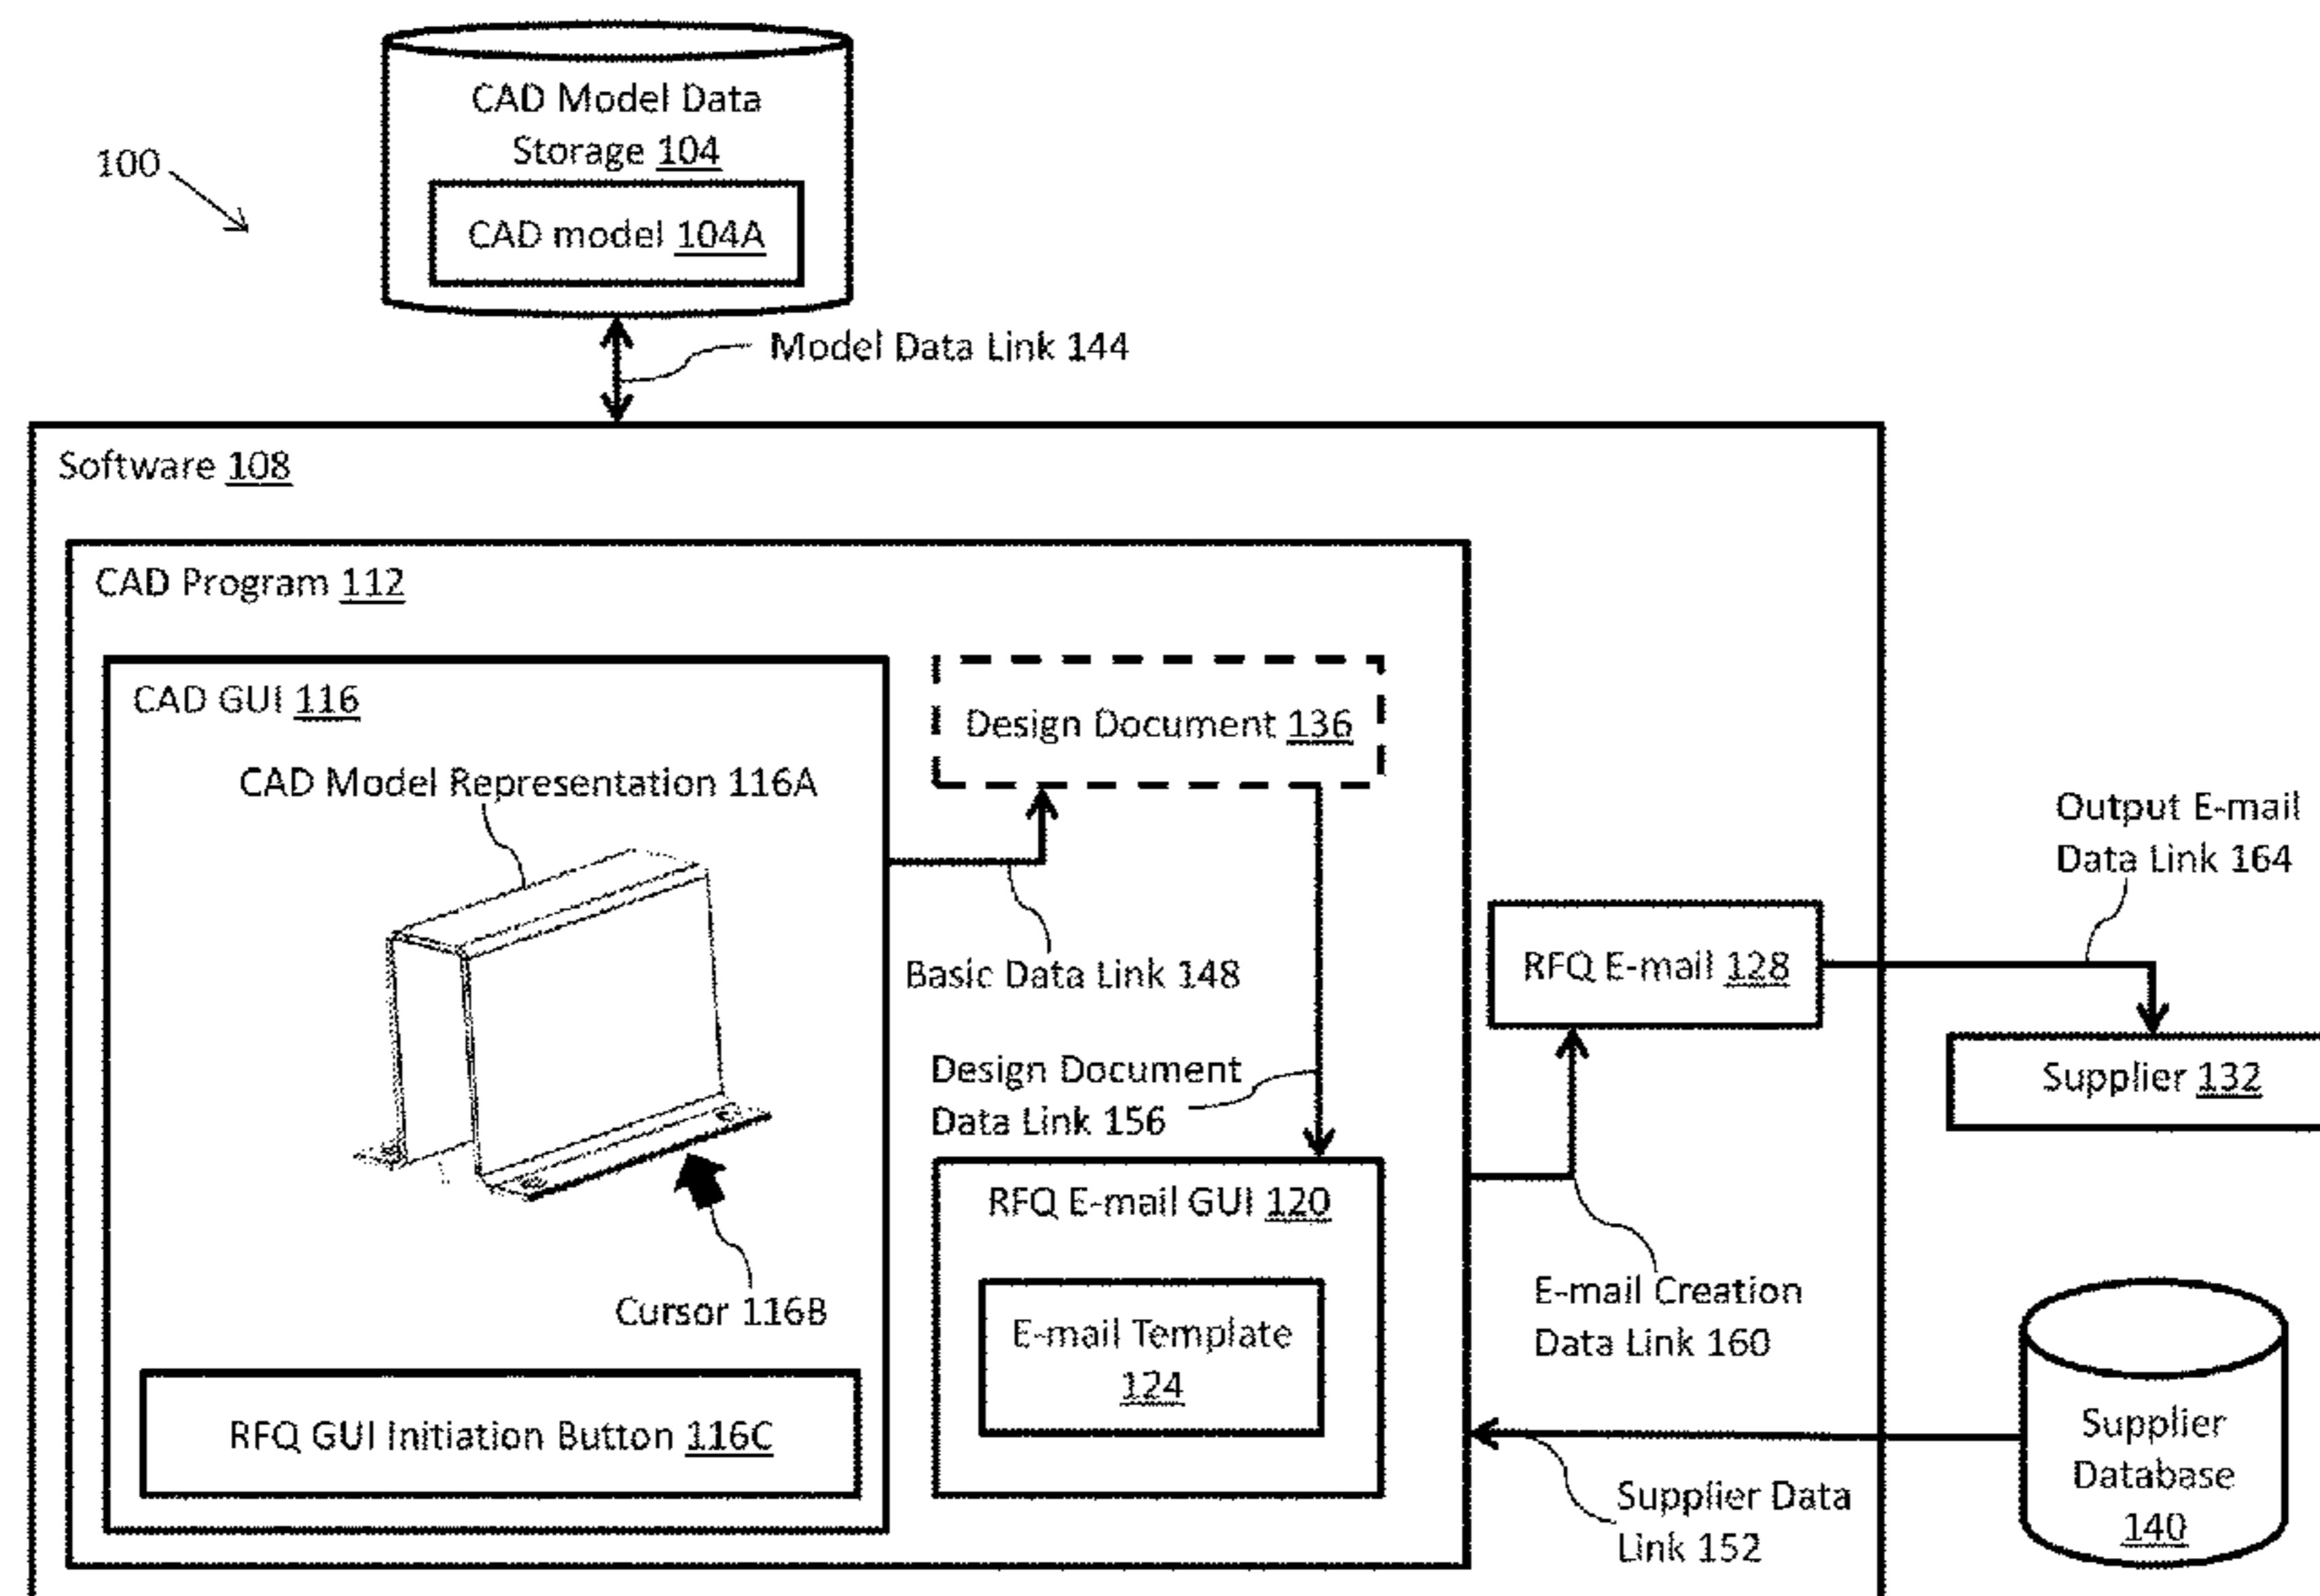 CAD Model Data
Storage 104
100
CAD model 104A
Model Data Link 144
Software 108
CAD Program 112
CAD GUI 116
Design Document 136
CAD Model Representation 116A
Output E-mail
Data Link 164
RFQ E-mail 128
Basic Data Link 148
Design Document
Data Link 156
Supplier 132
RFQ E-mail GUI 120
Cursor 116B
E-mail Creation
Data Link 160
E-mail Template
124
RFQ GUI Initiation Button 116C
Supplier
Database
140
Supplier Data
Link 152